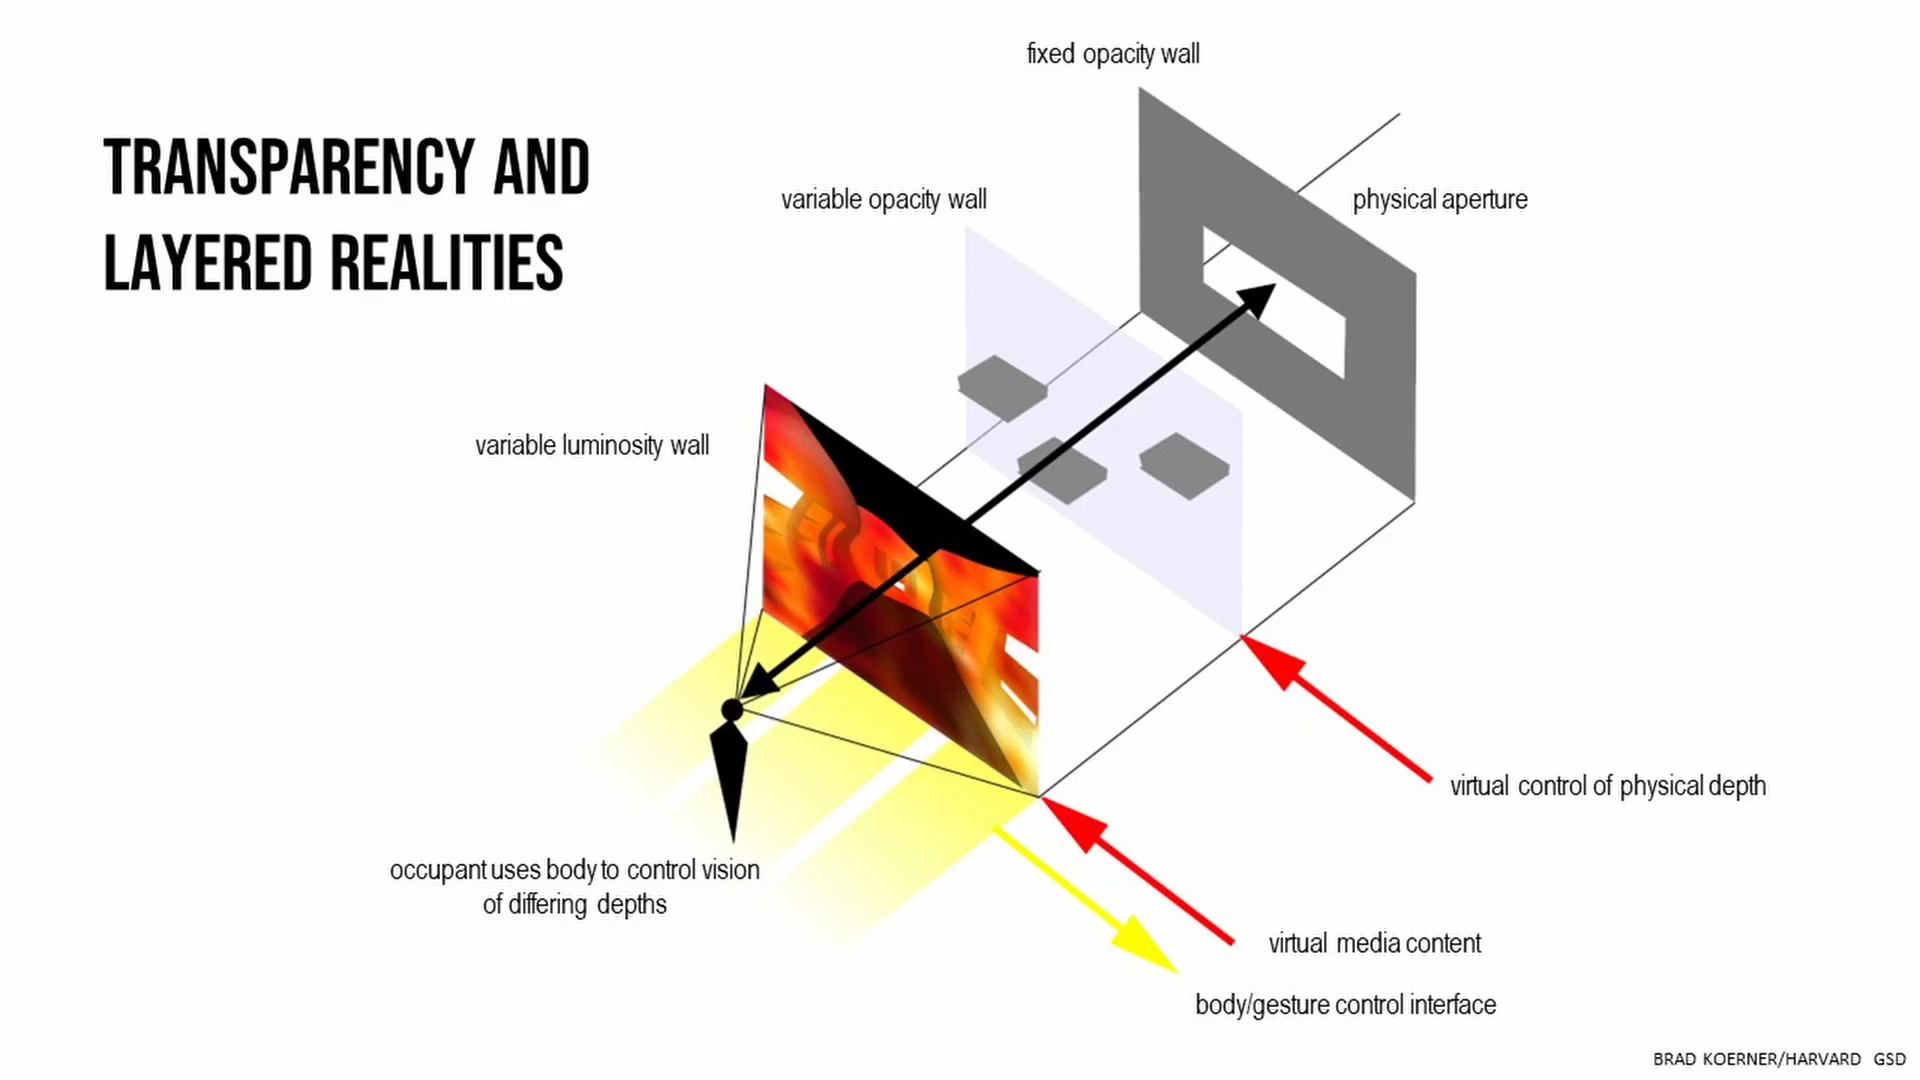 TRANSPARENCY AND
LAYERED REALITIES
fixed opacity wall
variable opacity wall
physical aperture
variable luminosity wall
virtual control of physical depth
occupant uses body to control vision
of differing depths
virtual media content
body/gesture control interface
BRAD KOERNER/HARVARD GSD